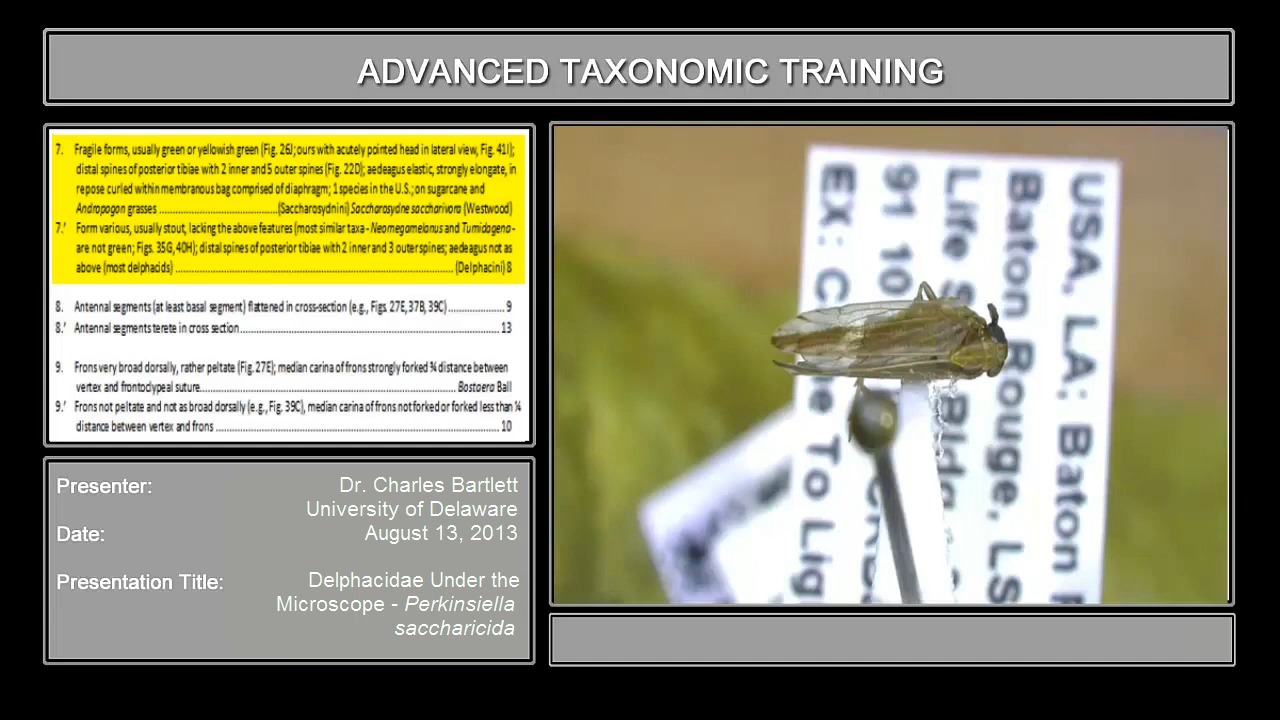 ADVANCED TAXONOMIC TRAINING
7. Fragile forms, usually green or yellowish green (Fig. 26J; ours with acutely pointed head in lateral view, Fig. 41I);
distal spines of posterior tibiae with 2 inner and 5 outer spines (Fig. 22D); aedeagus elastic, strongly elongate, in
repose curled within membranous bag comprised of diaphragm; 1 species in the U.S.; on sugarcane and
Andropogon grasses ........................................(Saccharosydnini) Saccharosydne saccharivora (Westwood)
7.' Form various, usually stout, lacking the above features (most similar taxa - Neomegamelanus and Tumidagena -
are not green; Figs. 35G, 40H); distal spines of posterior tibiae with 2 inner and 3 outer spines; aedeagus not as
above (most delphacids) ........................................ (Delphacini) 8
8. Antennal segments (at least basal segment) flattened in cross-section (e.g., Figs. 27E, 37B, 39C) .................... 9
8.' Antennal segments terete in cross section ........................................ 13
9. Frons very broad dorsally, rather peltate (Fig. 27E); median carina of frons strongly forked ¾ distance between
vertex and frontoclypeal suture........................................ Bostaera Ball
9.' Frons not peltate and not as broad dorsally (e.g., Fig. 39C), median carina of frons not forked or forked less than ¼
distance between vertex and frons ........................................ 10
Presenter: Dr. Charles Bartlett
University of Delaware
Date: August 13, 2013
Presentation Title: Delphacidae Under the
Microscope - Perkinsiella
saccharicida
USA, LA: Baton
Baton Rouge, LS
Life S Bldg
91 10
EX: C e To Lig